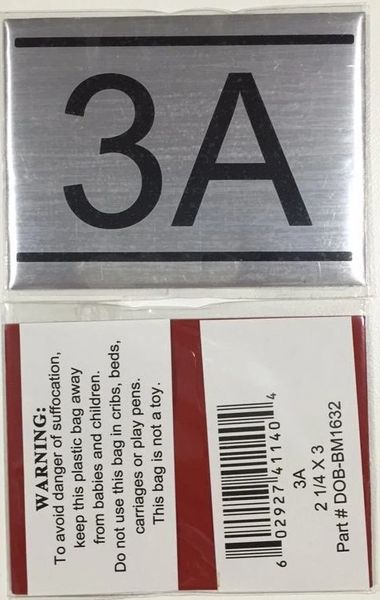 3A
WARNING:
To avoid danger of suffocation,
keep this plastic bag away
from babies and children.
Do not use this bag in cribs, beds,
carriages or play pens.
This bag is not a toy.
6 02927 41140 4
3A
2 1/4 X 3
Part # DOB-BM1632